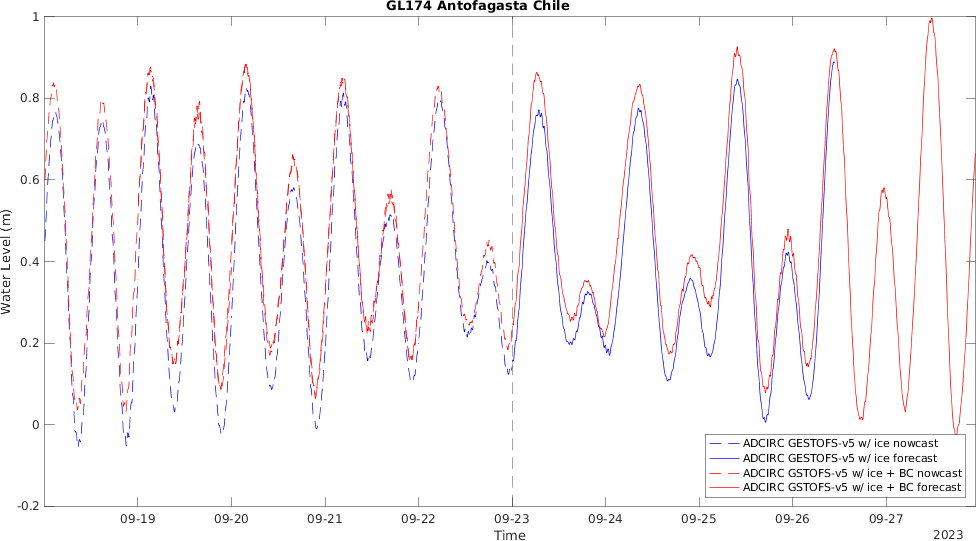 GL174 Antofagasta Chile
1
0.8
0.6
0.4
0.2
0
-0.2
Water Level (m)
09-19 09-20 09-21 09-22 09-23 09-24 09-25 09-26 09-27
Time
2023
ADCIRC GESTOFS-v5 w/ ice nowcast
ADCIRC GESTOFS-v5 w/ ice forecast
ADCIRC GSTOFS-v5 w/ ice + BC nowcast
ADCIRC GSTOFS-v5 w/ ice + BC forecast